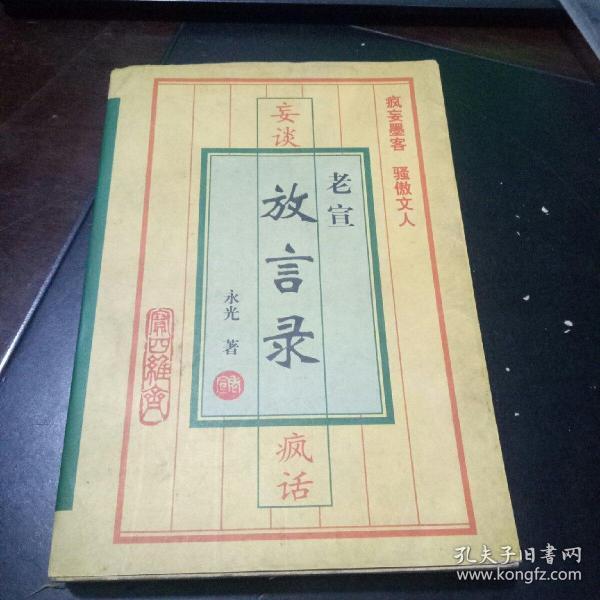 疯妄墨客 骚傲文人
妄谈
老宣
放言录
永光 著
疯话
孔夫子旧書网
www.kongfz.com